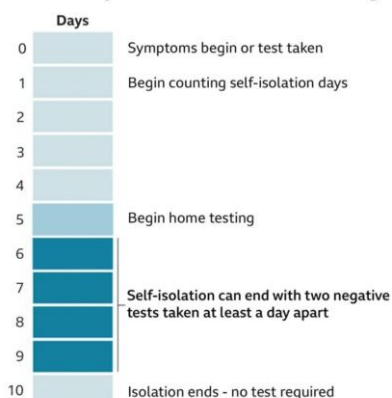 Days
0 Symptoms begin or test taken
1 Begin counting self-isolation days
2
3
4
5 Begin home testing
6
7
Self-isolation can end with two negative
tests taken at least a day apart
8
9
10 Isolation ends - no test required